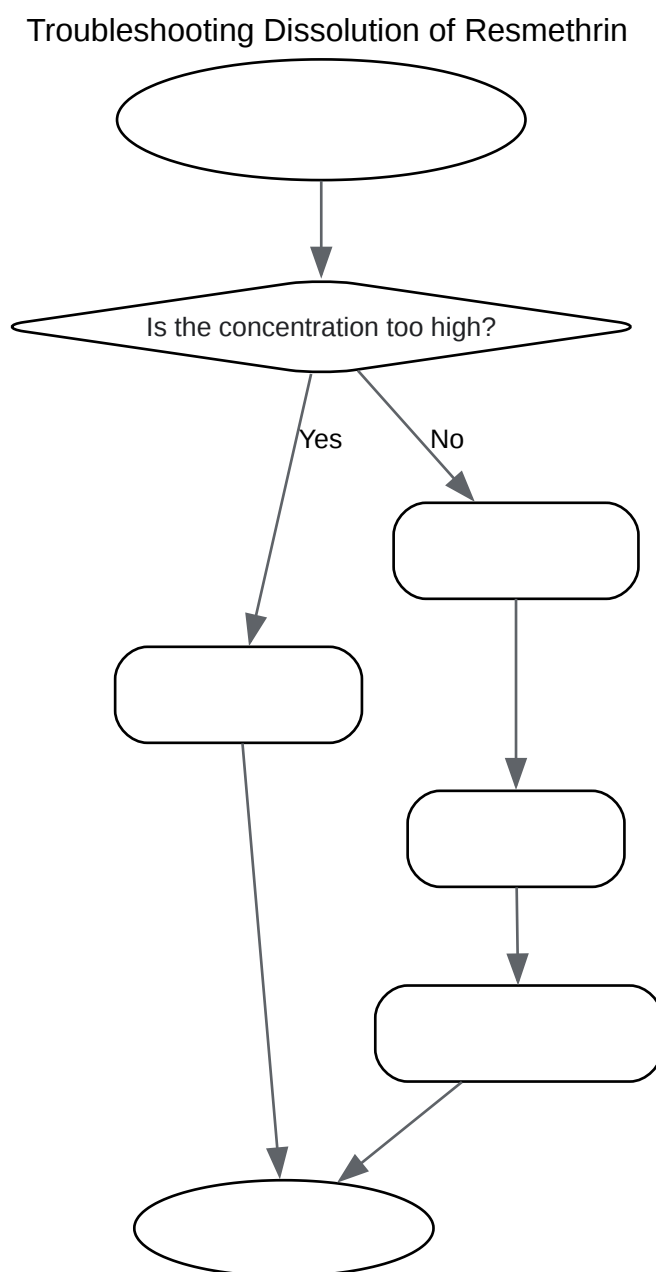 Troubleshooting Dissolution of Resmethrin
Is the concentration too high?
Yes
No